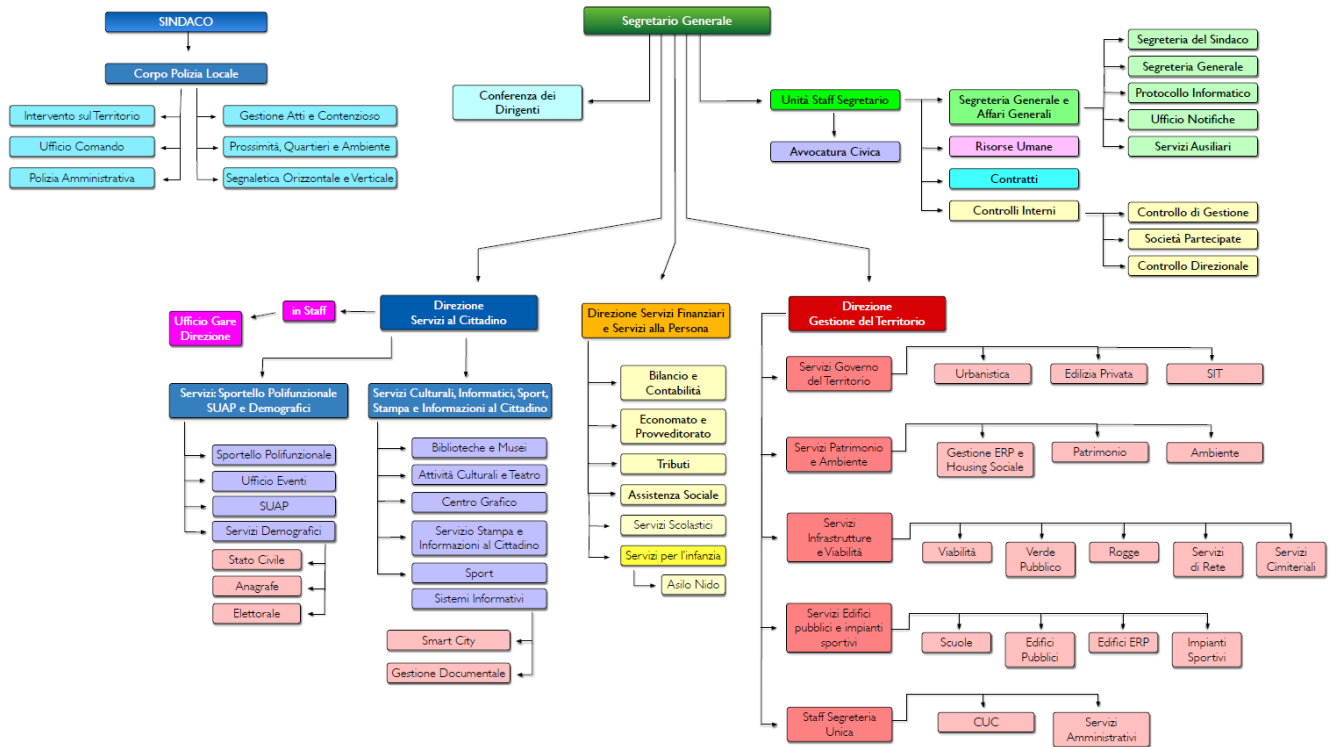 SINDACO
Corpo Polizia Locale
Intervento sul Territorio
Ufficio Comando
Polizia Amministrativa
Gestione Atti e Contenzioso
Prossimità, Quartieri e Ambiente
Segnaletica Orizzontale e Verticale
Segretario Generale
Conferenza dei
Dirigenti
Unità Staff Segretario
Avvocatura Civica
Segreteria Generale e
Affari Generali
Risorse Umane
Contratti
Controlli Interni
Segreteria del Sindaco
Segreteria Generale
Protocollo Informatico
Ufficio Notifiche
Servizi Ausiliari
Controllo di Gestione
Società Partecipate
Controllo Direzionale
Direzione
Servizi al Cittadino
in Staff
Ufficio Gare
Direzione
Servizi: Sportello Polifunzionale
SUAP e Demografici
Sportello Polifunzionale
Ufficio Eventi
SUAP
Servizi Demografici
Stato Civile
Anagrafe
Elettorale
Servizi Culturali, Informatici, Sport,
Stampa e Informazioni al Cittadino
Biblioteche e Musei
Attività Culturali e Teatro
Centro Grafico
Servizio Stampa e
Informazioni al Cittadino
Sport
Sistemi Informativi
Smart City
Gestione Documentale
Direzione Servizi Finanziari
e Servizi alla Persona
Bilancio e
Contabilità
Economato e
Provveditorato
Tributi
Assistenza Sociale
Servizi Scolastici
Servizi per l'infanzia
Asilo Nido
Direzione
Gestione del Territorio
Servizi Governo
del Territorio
Urbanistica
Edilizia Privata
SIT
Servizi Patrimonio
e Ambiente
Gestione ERP e
Housing Sociale
Patrimonio
Ambiente
Servizi
Infrastrutture
e Viabilità
Viabilità
Verde
Pubblico
Rogge
Servizi
di Rete
Servizi
Cimiteriali
Servizi Edifici
pubblici e impianti
sportivi
Scuole
Edifici
Pubblici
Edifici ERP
Impianti
Sportivi
Staff Segreteria
Unica
CUC
Servizi
Amministrativi